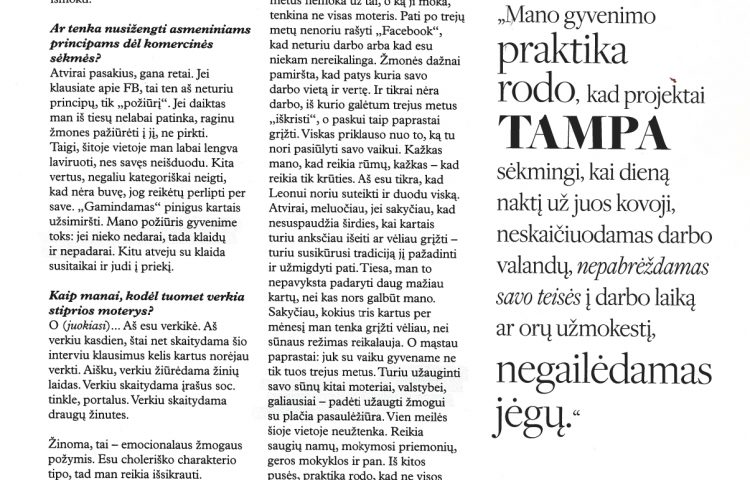 įsmoku.
Ar tenka nusižengti asmeniniams
principams dėl komercinės
sėkmės?
Atvirai pasakius, gana retai. Jei
klausiate apie FB, tai ten aš neturiu
principų, tik „požiūrį“. Jei daiktas
man iš tiesų nelabai patinka, raginu
žmones pažiūrėti į jį, ne pirkti.
Taigi, šitoje vietoje man labai lengva
laviruoti, nes savęs neišduodu. Kita
vertus, negaliu kategoriškai neigti,
kad nėra buvę, jog reikėtų perlipti per
save. „Gamindamas“ pinigus kartais
užsimiršti. Mano požiūris gyvenime
toks: jei nieko nedarai, tada klaidų
ir nepadarai. Kitu atveju su klaida
susitaikai ir judi į priekį.
Kaip manai, kodėl tuomet verkia
stiprios moterys?
O (juokiasi)... Aš esu verkikė. Aš
verkiu kasdien, štai net skaitydama šio
interviu klausimus kelis kartus norėjau
verkti. Aišku, verkiu žiūrėdama žinių
laidas. Verkiu skaitydama įrašus soc.
tinkle, portalus. Verkiu skaitydama
draugų žinutes.
Žinoma, tai – emocionalaus žmogaus
požymis. Esu choleriško charakterio
tipo, tad man reikia išsikrauti.
metus nemoka už tai, o ką ji moka,
tenkina ne visas moteris. Pati po trejų
metų nenoriu rašyti „Facebook“,
kad neturiu darbo arba kad esu
niekam nereikalinga. Žmonės dažnai
pamiršta, kad patys kuria savo
darbo vietą ir vertę. Ir tikrai nėra
darbo, iš kurio galėtum trejus metus
„iškristi“, o paskui taip paprastai
grįžti. Viskas priklauso nuo to, ką tu
nori pasiūlyti savo vaikui. Kažkas
mano, kad reikia rūmų, kažkas – kad
reikia tik krūties. Aš esu tikra, kad
Leonui noriu suteikti ir duodu viską.
Atvirai, meluočiau, jei sakyčiau, kad
nesuspaudžia širdies, kai kartais
turiu anksčiau išeiti ar vėliau grįžti –
turiu susikūrusi tradiciją jį pažadinti
ir užmigdyti pati. Tiesa, man to
nepavyksta padaryti daug mažiau
kartų, nei kas nors galbūt mano.
Sakyčiau, kokius tris kartus per
mėnesį man tenka grįžti vėliau, nei
sūnaus režimas reikalauja. O mąstau
paprastai: juk su vaiku gyvename ne
tik tuos trejus metus. Turiu užauginti
savo sūnų kitai moteriai, valstybei,
galiausiai – padėti užaugti žmogui
su plačia pasaulėžiūra. Vien meilės
šioje vietoje neužtenka. Reikia
saugių namų, mokymosi priemonių,
geros mokyklos ir pan. Iš kitos
pusės, praktika rodo, kad ne visos
„Mano gyvenimo
praktika
rodo, kad projektai
TAMPA
sėkmingi, kai dieną
naktį už juos kovoji,
neskaičiuodamas darbo
valandų, nepabrėždamas
savo teisės į darbo laiką
ar orų užmokestį,
negailėdamas
jėgų.“